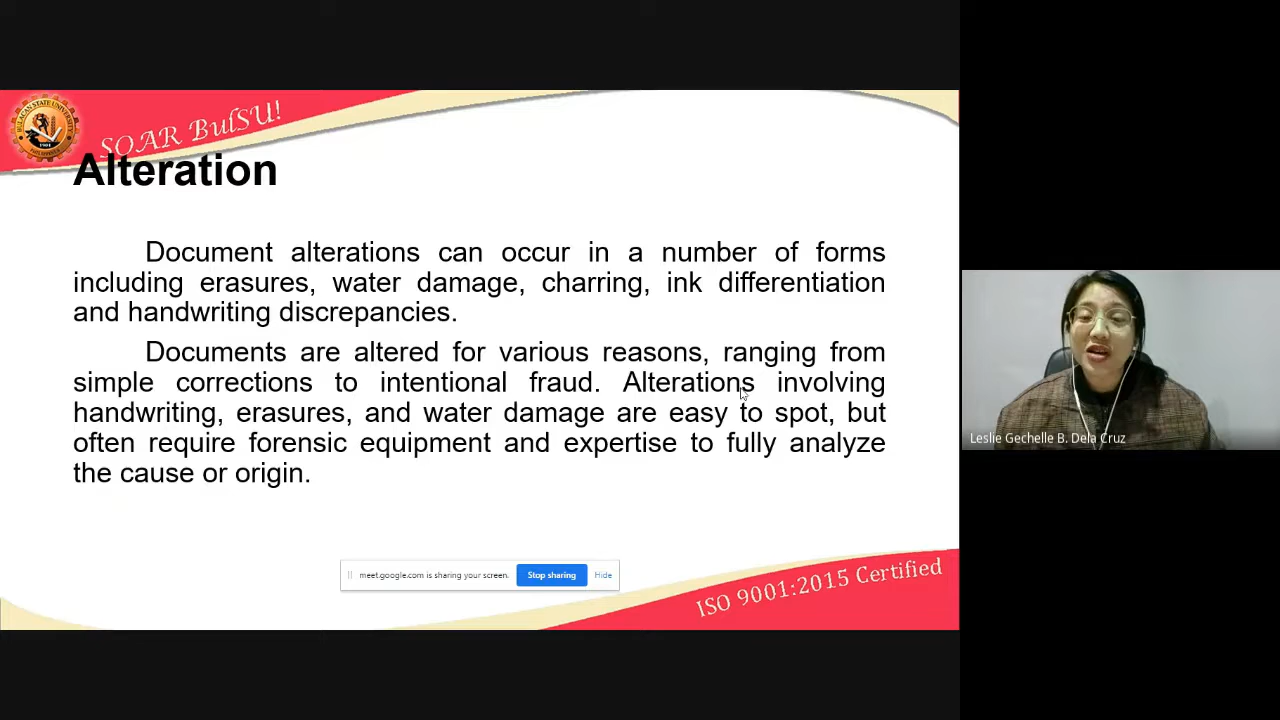 BULACAN STATE UNIVERSITY
1904
SOAR BulSU!
Alteration
Document alterations can occur in a number of forms
including erasures, water damage, charring, ink differentiation
and handwriting discrepancies.
Documents are altered for various reasons, ranging from
simple corrections to intentional fraud. Alterations involving
handwriting, erasures, and water damage are easy to spot, but
often require forensic equipment and expertise to fully analyze
the cause or origin.
Leslie Gechelle B. Dela Cruz
meet.google.com is sharing your screen. Stop sharing Hide
ISO 9001:2015 Certified